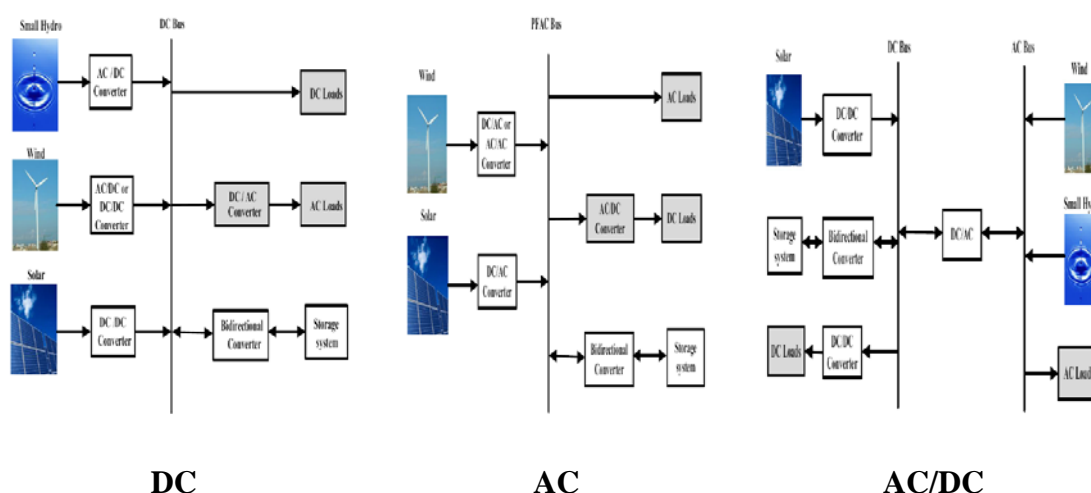 Small Hydro
DC Bus
AC /DC
Converter
DC Loads
Wind
AC/DC or
DC/DC
Converter
DC / AC
Converter
AC Loads
Solar
DC /DC
Converter
Bidirectional
Converter
Storage
system
DC
PFAC Bus
Wind
DC/AC or
AC/AC
Converter
AC Loads
Solar
AC/DC
Converter
DC Loads
DC/AC
Converter
Bidirectional
Converter
Storage
system
AC
DC Bus
AC Bus
Solar
Wind
DC/DC
Converter
Small Hy
Storage
system
Bidirectional
Converter
DC/AC
DC Loads
DC/DC
Converter
AC Load
AC/DC